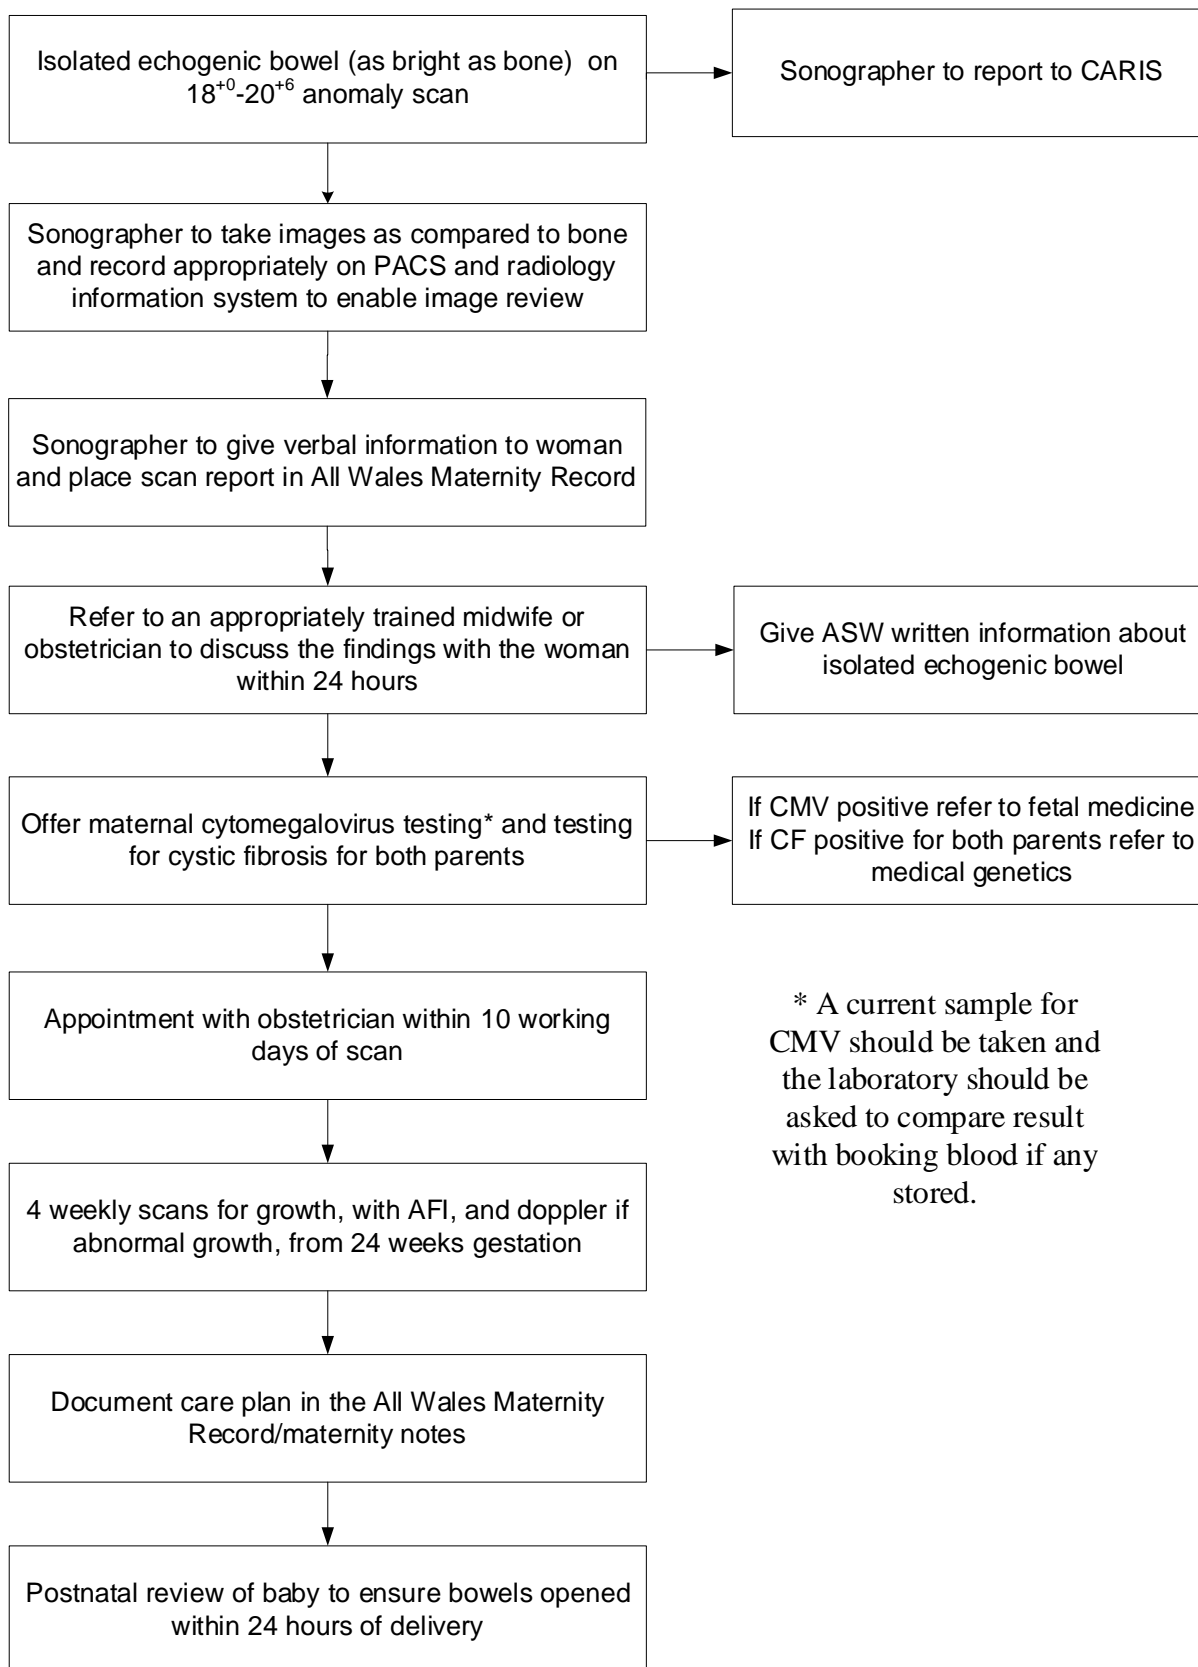 Isolated echogenic bowel (as bright as bone)  on
18⁺⁰-20⁺⁶ anomaly scan
Sonographer to report to CARIS
Sonographer to take images as compared to bone
and record appropriately on PACS and radiology
information system to enable image review
Sonographer to give verbal information to woman
and place scan report in All Wales Maternity Record
Refer to an appropriately trained midwife or
obstetrician to discuss the findings with the woman
within 24 hours
Give ASW written information about
isolated echogenic bowel
Offer maternal cytomegalovirus testing* and testing
for cystic fibrosis for both parents
If CMV positive refer to fetal medicine
If CF positive for both parents refer to
medical genetics
Appointment with obstetrician within 10 working
days of scan
* A current sample for
CMV should be taken and
the laboratory should be
asked to compare result
with booking blood if any
stored.
4 weekly scans for growth, with AFI, and doppler if
abnormal growth, from 24 weeks gestation
Document care plan in the All Wales Maternity
Record/maternity notes
Postnatal review of baby to ensure bowels opened
within 24 hours of delivery